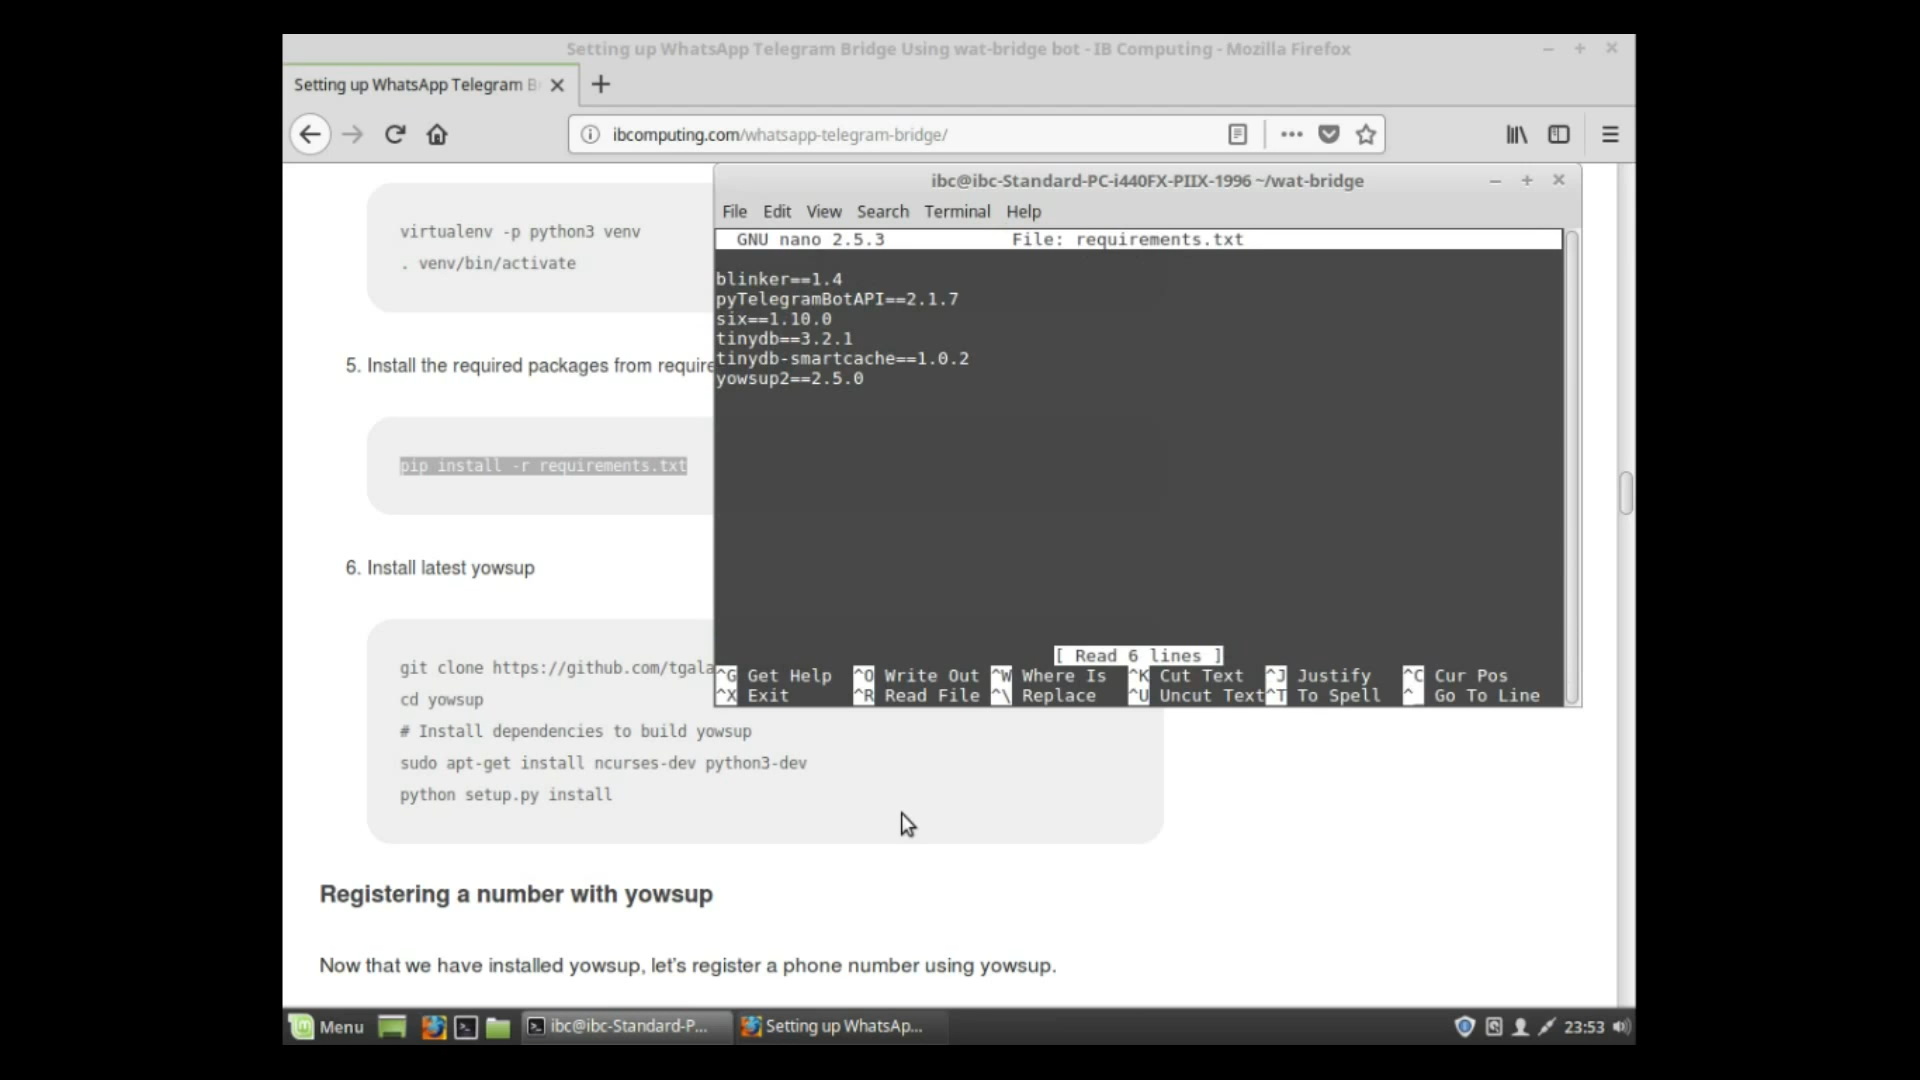 Setting up WhatsApp Telegram Bridge Using wat-bridge bot - IB Computing - Mozilla Firefox
Setting up WhatsApp Telegram B
ibcomputing.com/whatsapp-telegram-bridge/
virtualenv -p python3 venv
. venv/bin/activate
5. Install the required packages from require
pip install -r requirements.txt
6. Install latest yowsup
git clone https://github.com/tgala
cd yowsup
# Install dependencies to build yowsup
sudo apt-get install ncurses-dev python3-dev
python setup.py install
Registering a number with yowsup
Now that we have installed yowsup, let's register a phone number using yowsup.
ibc@ibc-Standard-PC-i440FX-PIIX-1996 ~/wat-bridge
File Edit View Search Terminal Help
GNU nano 2.5.3 File: requirements.txt
blinker==1.4
pyTelegramBotAPI==2.1.7
six==1.10.0
tinydb==3.2.1
tinydb-smartcache==1.0.2
yowsup2==2.5.0
[ Read 6 lines ]
^G Get Help ^O Write Out ^W Where Is ^K Cut Text ^J Justify ^C Cur Pos
^X Exit ^R Read File ^\ Replace ^U Uncut Text ^T To Spell ^_ Go To Line
Menu ibc@ibc-Standard-P... Setting up WhatsAp... 23:53